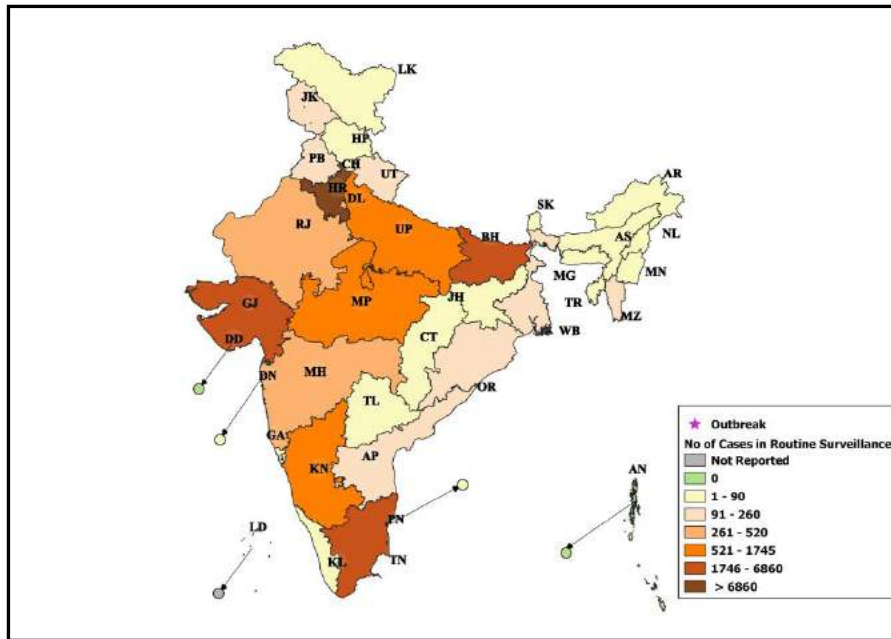 LK
JK
HP
PB
CH
UT
AR
HR
DL
SK
RJ
UP
BH
AS
NL
MG
MN
GJ
MP
JH
TR
MZ
WB
DD
CT
DN
MH
OR
TL
GA
AP
KN
AN
PN
LD
KL
TN
Outbreak
No of Cases in Routine Surveillance
Not Reported
0
1 - 90
91 - 260
261 - 520
521 - 1745
1746 - 6860
> 6860